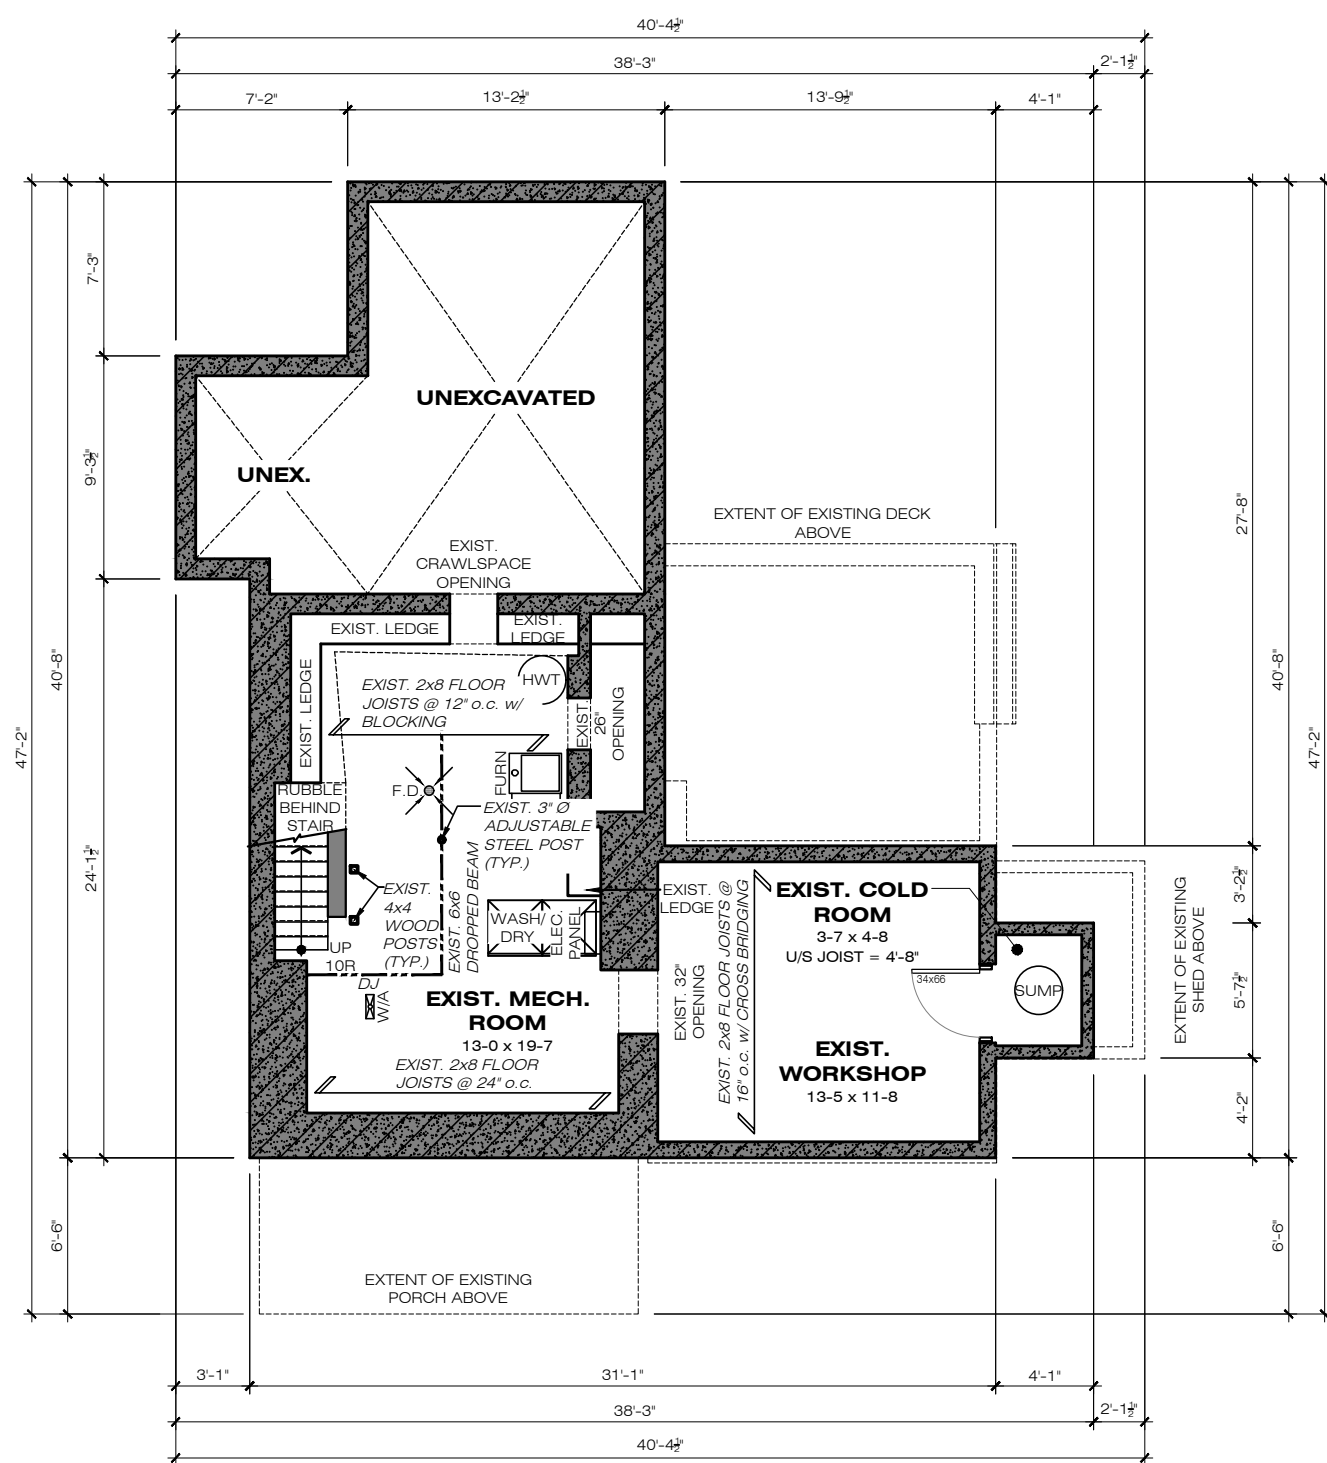 40'-4½"
38'-3"
2'-1½"
7'-2"
13'-2½"
13'-9½"
4'-1"
7'-3"
9'-3½"
24'-1½"
40'-8"
6'-6"
47'-2"
27'-8"
3'-2½"
5'-7½"
4'-2"
40'-8"
6'-6"
47'-2"
UNEXCAVATED
UNEX.
EXTENT OF EXISTING DECK
ABOVE
EXIST.
CRAWLSPACE
OPENING
EXIST. LEDGE
EXIST.
LEDGE
EXIST. LEDGE
HWT
EXIST. 2x8 FLOOR
JOISTS @ 12" o.c. w/
BLOCKING
EXIST.
26"
OPENING
FURN
F.D.
RUBBLE
BEHIND
STAIR
EXIST. 3" Ø
ADJUSTABLE
STEEL POST
(TYP.)
EXIST. 6x6
DROPPED BEAM
EXIST.
4x4
WOOD
POSTS
(TYP.)
UP
10R
WASH/
DRY
ELEC.
PANEL
EXIST.
LEDGE
DJ
W/A
EXIST. MECH.
ROOM
13-0 x 19-7
EXIST. 2x8 FLOOR
JOISTS @ 24" o.c.
EXIST. 32"
OPENING
EXIST. 2x8 FLOOR JOISTS @
16" o.c. w/ CROSS BRIDGING
EXIST. COLD
ROOM
3-7 x 4-8
U/S JOIST = 4'-8"
34x66
SUMP
EXIST.
WORKSHOP
13-5 x 11-8
EXTENT OF EXISTING
SHED ABOVE
EXTENT OF EXISTING
PORCH ABOVE
3'-1"
31'-1"
4'-1"
38'-3"
2'-1½"
40'-4½"